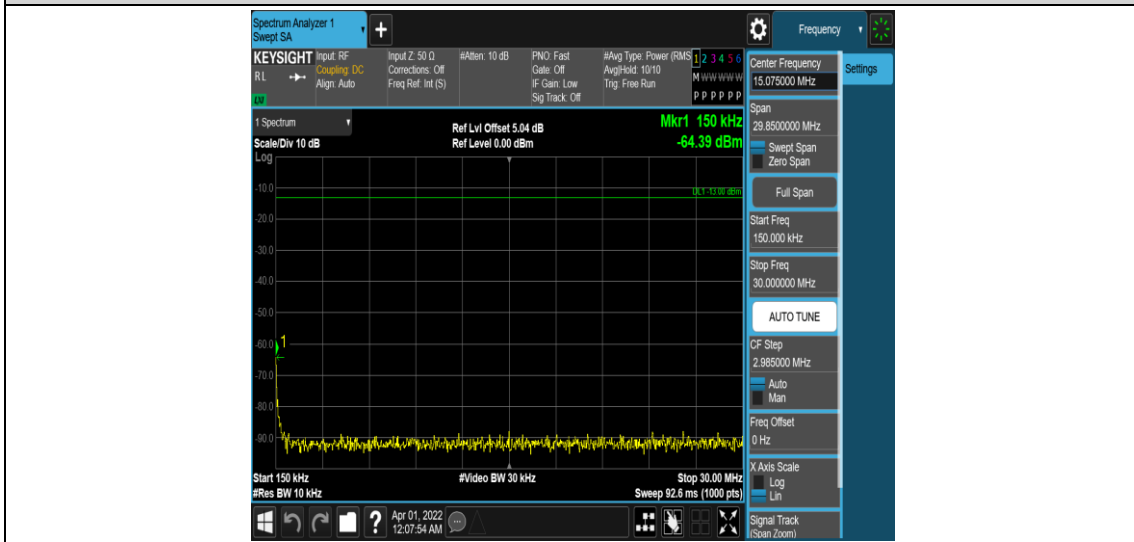 Spectrum Analyzer 1
Swept SA
+
Frequency
KEYSIGHT
RL
LXI
Input: RF
Coupling: DC
Align: Auto
Input Z: 50 Ω
Corrections: Off
Freq Ref: Int (S)
#Atten: 10 dB
PNO: Fast
Gate: Off
IF Gain: Low
Sig Track: Off
#Avg Type: Power (RMS
Avg|Hold: 10/10
Trig: Free Run
1 2 3 4 5 6
M W W W W W
P P P P P P
1 Spectrum
Scale/Div 10 dB
Log
Ref Lvl Offset 5.04 dB
Ref Level 0.00 dBm
Mkr1 150 kHz
-64.39 dBm
DL1 -13.00 dBm
-10.0
-20.0
-30.0
-40.0
-50.0
-60.0
1
-70.0
-80.0
-90.0
Start 150 kHz
#Res BW 10 kHz
#Video BW 30 kHz
Stop 30.00 MHz
Sweep 92.6 ms (1000 pts)
Center Frequency
15.075000 MHz
Settings
Span
29.8500000 MHz
Swept Span
Zero Span
Full Span
Start Freq
150.000 kHz
Stop Freq
30.000000 MHz
AUTO TUNE
CF Step
2.985000 MHz
Auto
Man
Freq Offset
0 Hz
X Axis Scale
Log
Lin
Signal Track
(Span Zoom)
?
Apr 01, 2022
12:07:54 AM